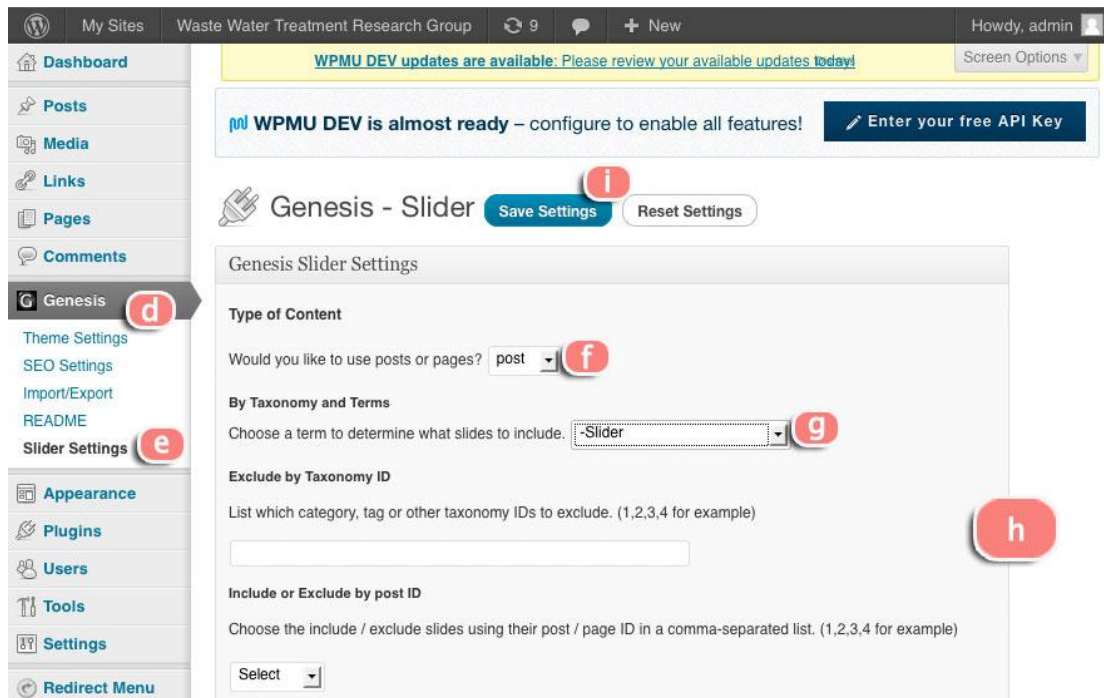 My Sites Waste Water Treatment Research Group 9 + New Howdy, admin
Dashboard
Posts
Media
Links
Pages
Comments
Genesis
d
Theme Settings
SEO Settings
Import/Export
README
Slider Settings
e
Appearance
Plugins
Users
Tools
Settings
Redirect Menu
WPMU DEV updates are available: Please review your available updates
Screen Options
WPMU DEV is almost ready – configure to enable all features!
Enter your free API Key
i
Genesis - Slider Save Settings Reset Settings
Genesis Slider Settings
Type of Content
Would you like to use posts or pages? post f
By Taxonomy and Terms
Choose a term to determine what slides to include. -Slider g
Exclude by Taxonomy ID
List which category, tag or other taxonomy IDs to exclude. (1,2,3,4 for example)
h
Include or Exclude by post ID
Choose the include / exclude slides using their post / page ID in a comma-separated list. (1,2,3,4 for example)
Select